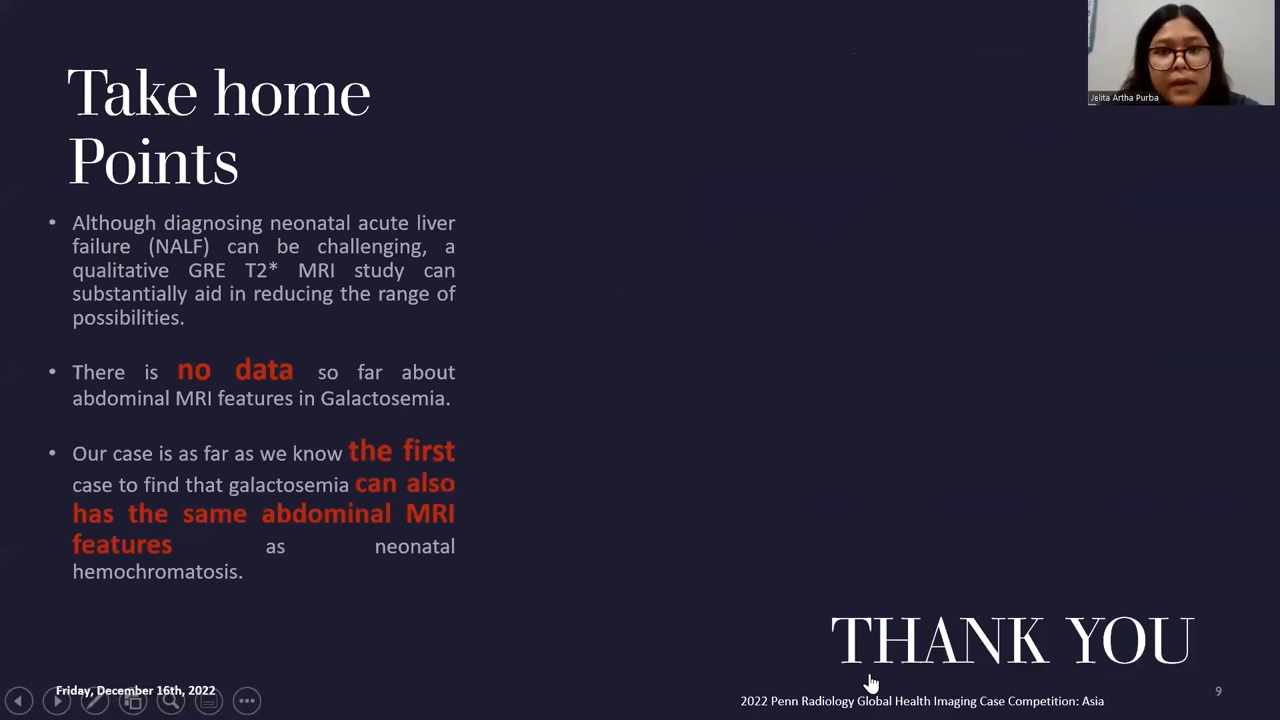 Take home
Points
Jelita Artha Purba
• Although diagnosing neonatal acute liver
failure (NALF) can be challenging, a
qualitative GRE T2* MRI study can
substantially aid in reducing the range of
possibilities.
• There is no data so far about
abdominal MRI features in Galactosemia.
• Our case is as far as we know the first
case to find that galactosemia can also
has the same abdominal MRI
features as neonatal
hemochromatosis.
THANK YOU
Friday, December 16th, 2022
2022 Penn Radiology Global Health Imaging Case Competition: Asia
9